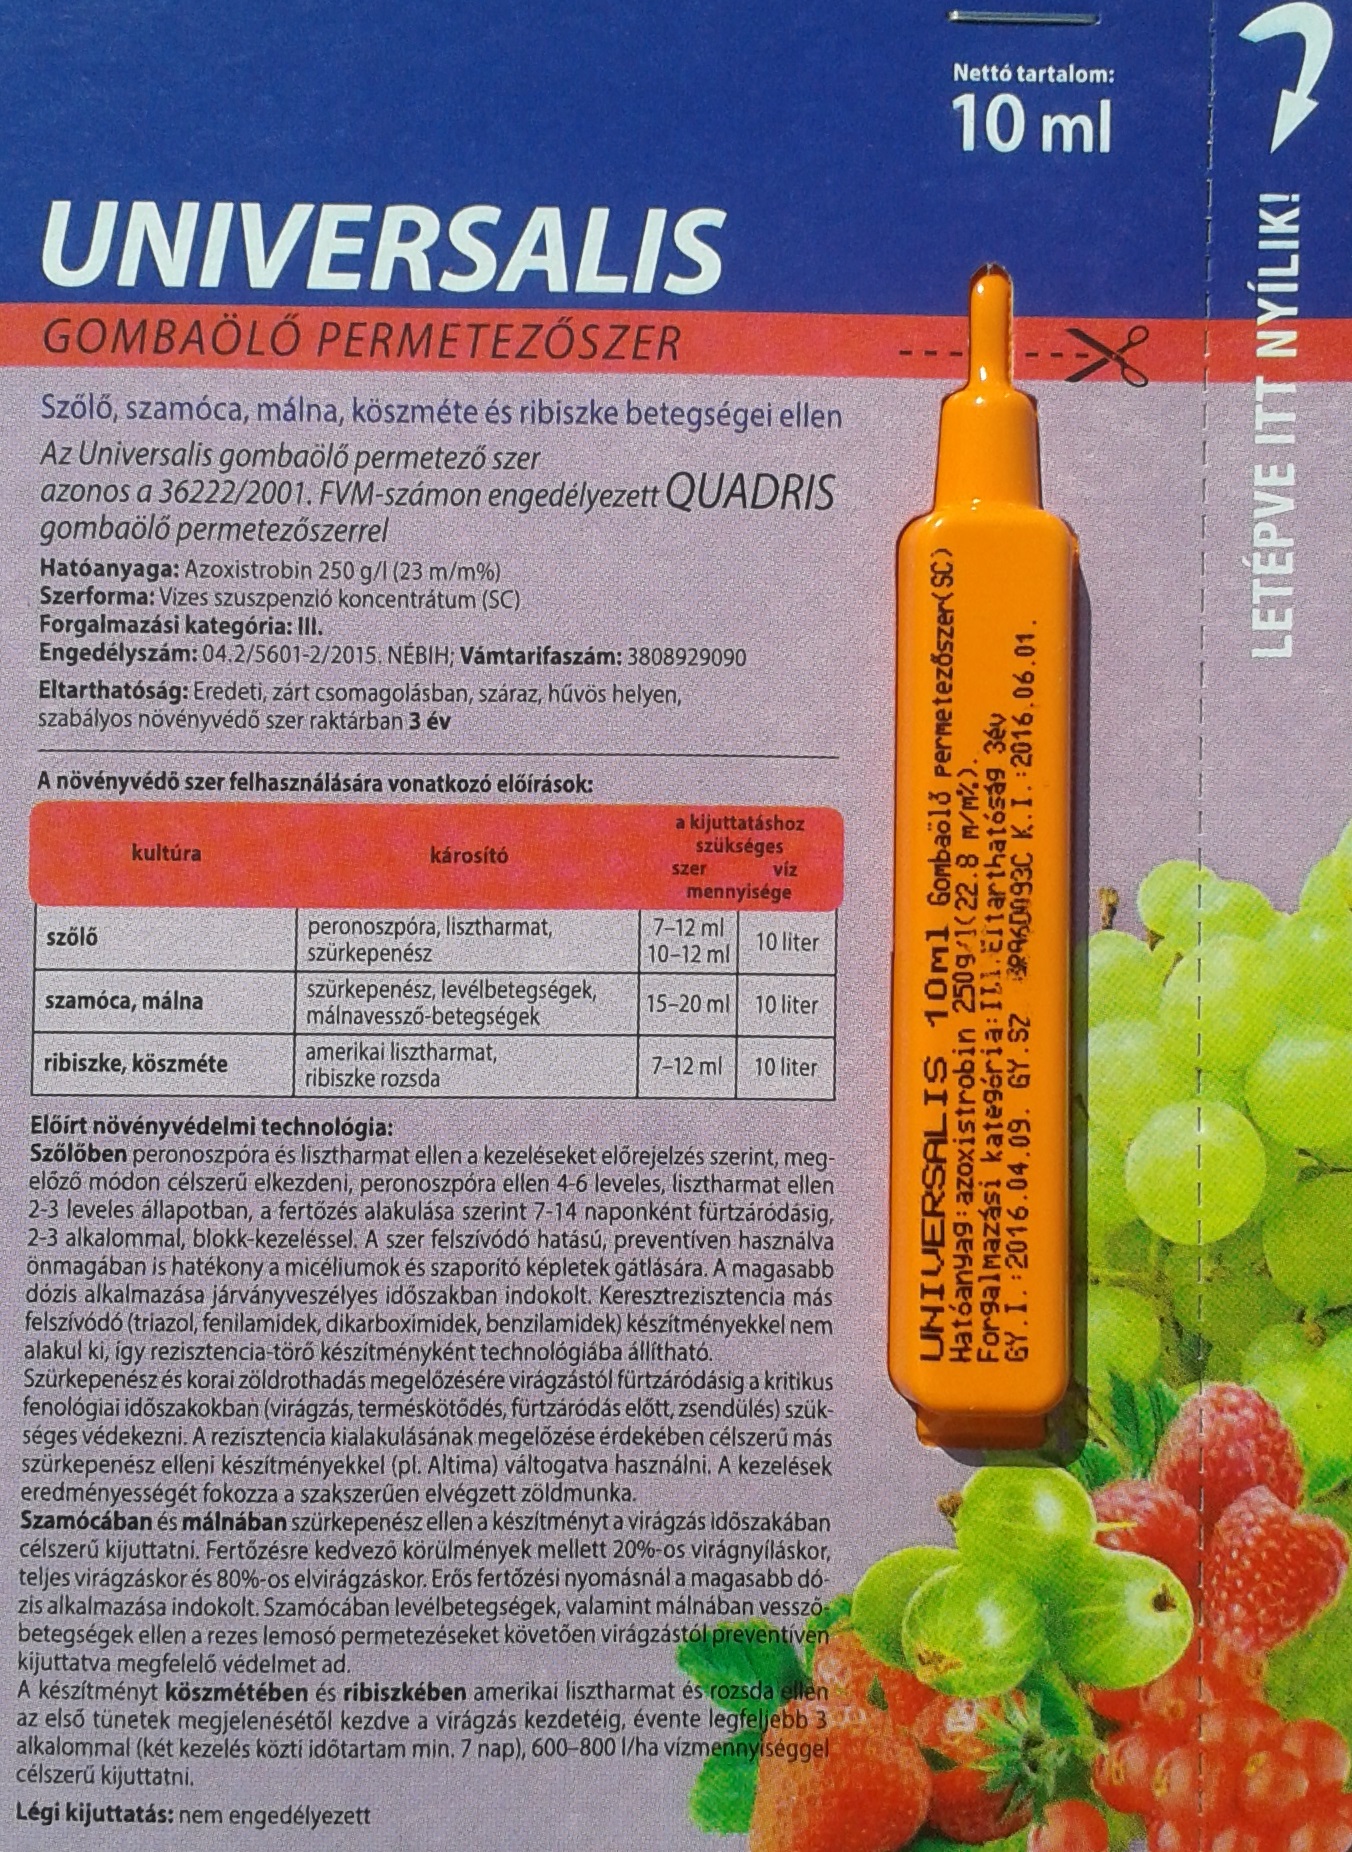 Nettó tartalom:
10 ml
LETÉPVE ITT NYÍLIK!
UNIVERSALIS
GOMBAÖLŐ PERMETEZŐSZER
Szőlő, szamóca, málna, köszméte és ribiszke betegségei ellen
Az Universalis gombaölő permetező szer
azonos a 36222/2001. FVM-számon engedélyezett QUADRIS
gombaölő permetezőszerrel
Hatóanyaga: Azoxistrobin 250 g/l (23 m/m%)
Szerforma: Vizes szuszpenzló koncentrátum (SC)
Forgalmazási kategória: III.
Engedélyszám: 04.2/5601-2/2015. NÉBIH; Vámtarifaszám: 3808929090
Eltarthatóság: Eredeti, zárt csomagolásban, száraz, hűvös helyen,
szabályos növényvédő szer raktárban 3 év
A növényvédő szer felhasználására vonatkozó előírások:
kultúra károsító a kijuttatáshoz
szükséges
szer víz
mennyisége
szőlő peronoszpóra, lisztharmat, 7–12 ml 10 liter
szürkepenész 10–12 ml
szamóca, málna szürkepenész, levélbetegségek, 15–20 ml 10 liter
málnavessző-betegségek
ribiszke, köszméte amerikai lisztharmat, 7–12 ml 10 liter
ribiszke rozsda
Előírt növényvédelmi technológia:
Szőlőben peronoszpóra és lisztharmat ellen a kezeléseket előrejelzés szerint, meg-
előző módon célszerű elkezdeni, peronoszpóra ellen 4-6 leveles, lisztharmat ellen
2-3 leveles állapotban, a fertőzés alakulása szerint 7-14 naponként fürtzáródásig,
2-3 alkalommal, blokk-kezeléssel. A szer felszívódó hatású, preventíven használva
önmagában is hatékony a micéliumok és szaporító képletek gátlására. A magasabb
dózis alkalmazása járványveszélyes időszakban indokolt. Keresztrezisztencia más
felszívódó (triazol, fenilamidek, dikarboximidek, benzilamidek) készítményekkel nem
alakul ki, így rezisztencia-törő készítményként technológiába állítható.
Szürkepenész és korai zöldrothadás megelőzésére virágzástól fürtzáródásig a kritikus
fenológiai időszakokban (virágzás, terméskötődés, fürtzáródás előtt, zsendülés) szük-
séges védekezni. A rezisztencia kialakulásának megelőzése érdekében célszerű más
szürkepenész elleni készítményekkel (pl. Altima) váltogatva használni. A kezelések
eredményességét fokozza a szakszerűen elvégzett zöldmunka.
Szamócában és málnában szürkepenész ellen a készítményt a virágzás időszakában
célszerű kijuttatni. Fertőzésre kedvező körülmények mellett 20%-os virágnyíláskor,
teljes virágzáskor és 80%-os elvirágzáskor. Erős fertőzési nyomásnál a magasabb dó-
zis alkalmazása indokolt. Szamócában levélbetegségek, valamint málnában vessző-
betegségek ellen a rezes lemosó permetezéseket követően virágzástól preventíven
kijuttatva megfelelő védelmet ad.
A készítményt köszmétében és ribiszkében amerikai lisztharmat és rozsda ellen
az első tünetek megjelenésétől kezdve a virágzás kezdetéig, évente legfeljebb 3
alkalommal (két kezelés közti időtartam min. 7 nap), 600–800 l/ha vízmennyiséggel
célszerű kijuttatni.
Légi kijuttatás: nem engedélyezett
UNIVERSALIS 10ml Gombaölő permetezőszer(SC)
Hatóanyag:azoxistrobin 250g/l(22.8 m/m%).
Forgalmazási kategória:III.Eltarthatóság 3év
GY.I.:2016.04.09. GY.SZ K.I.:2016.06.01.